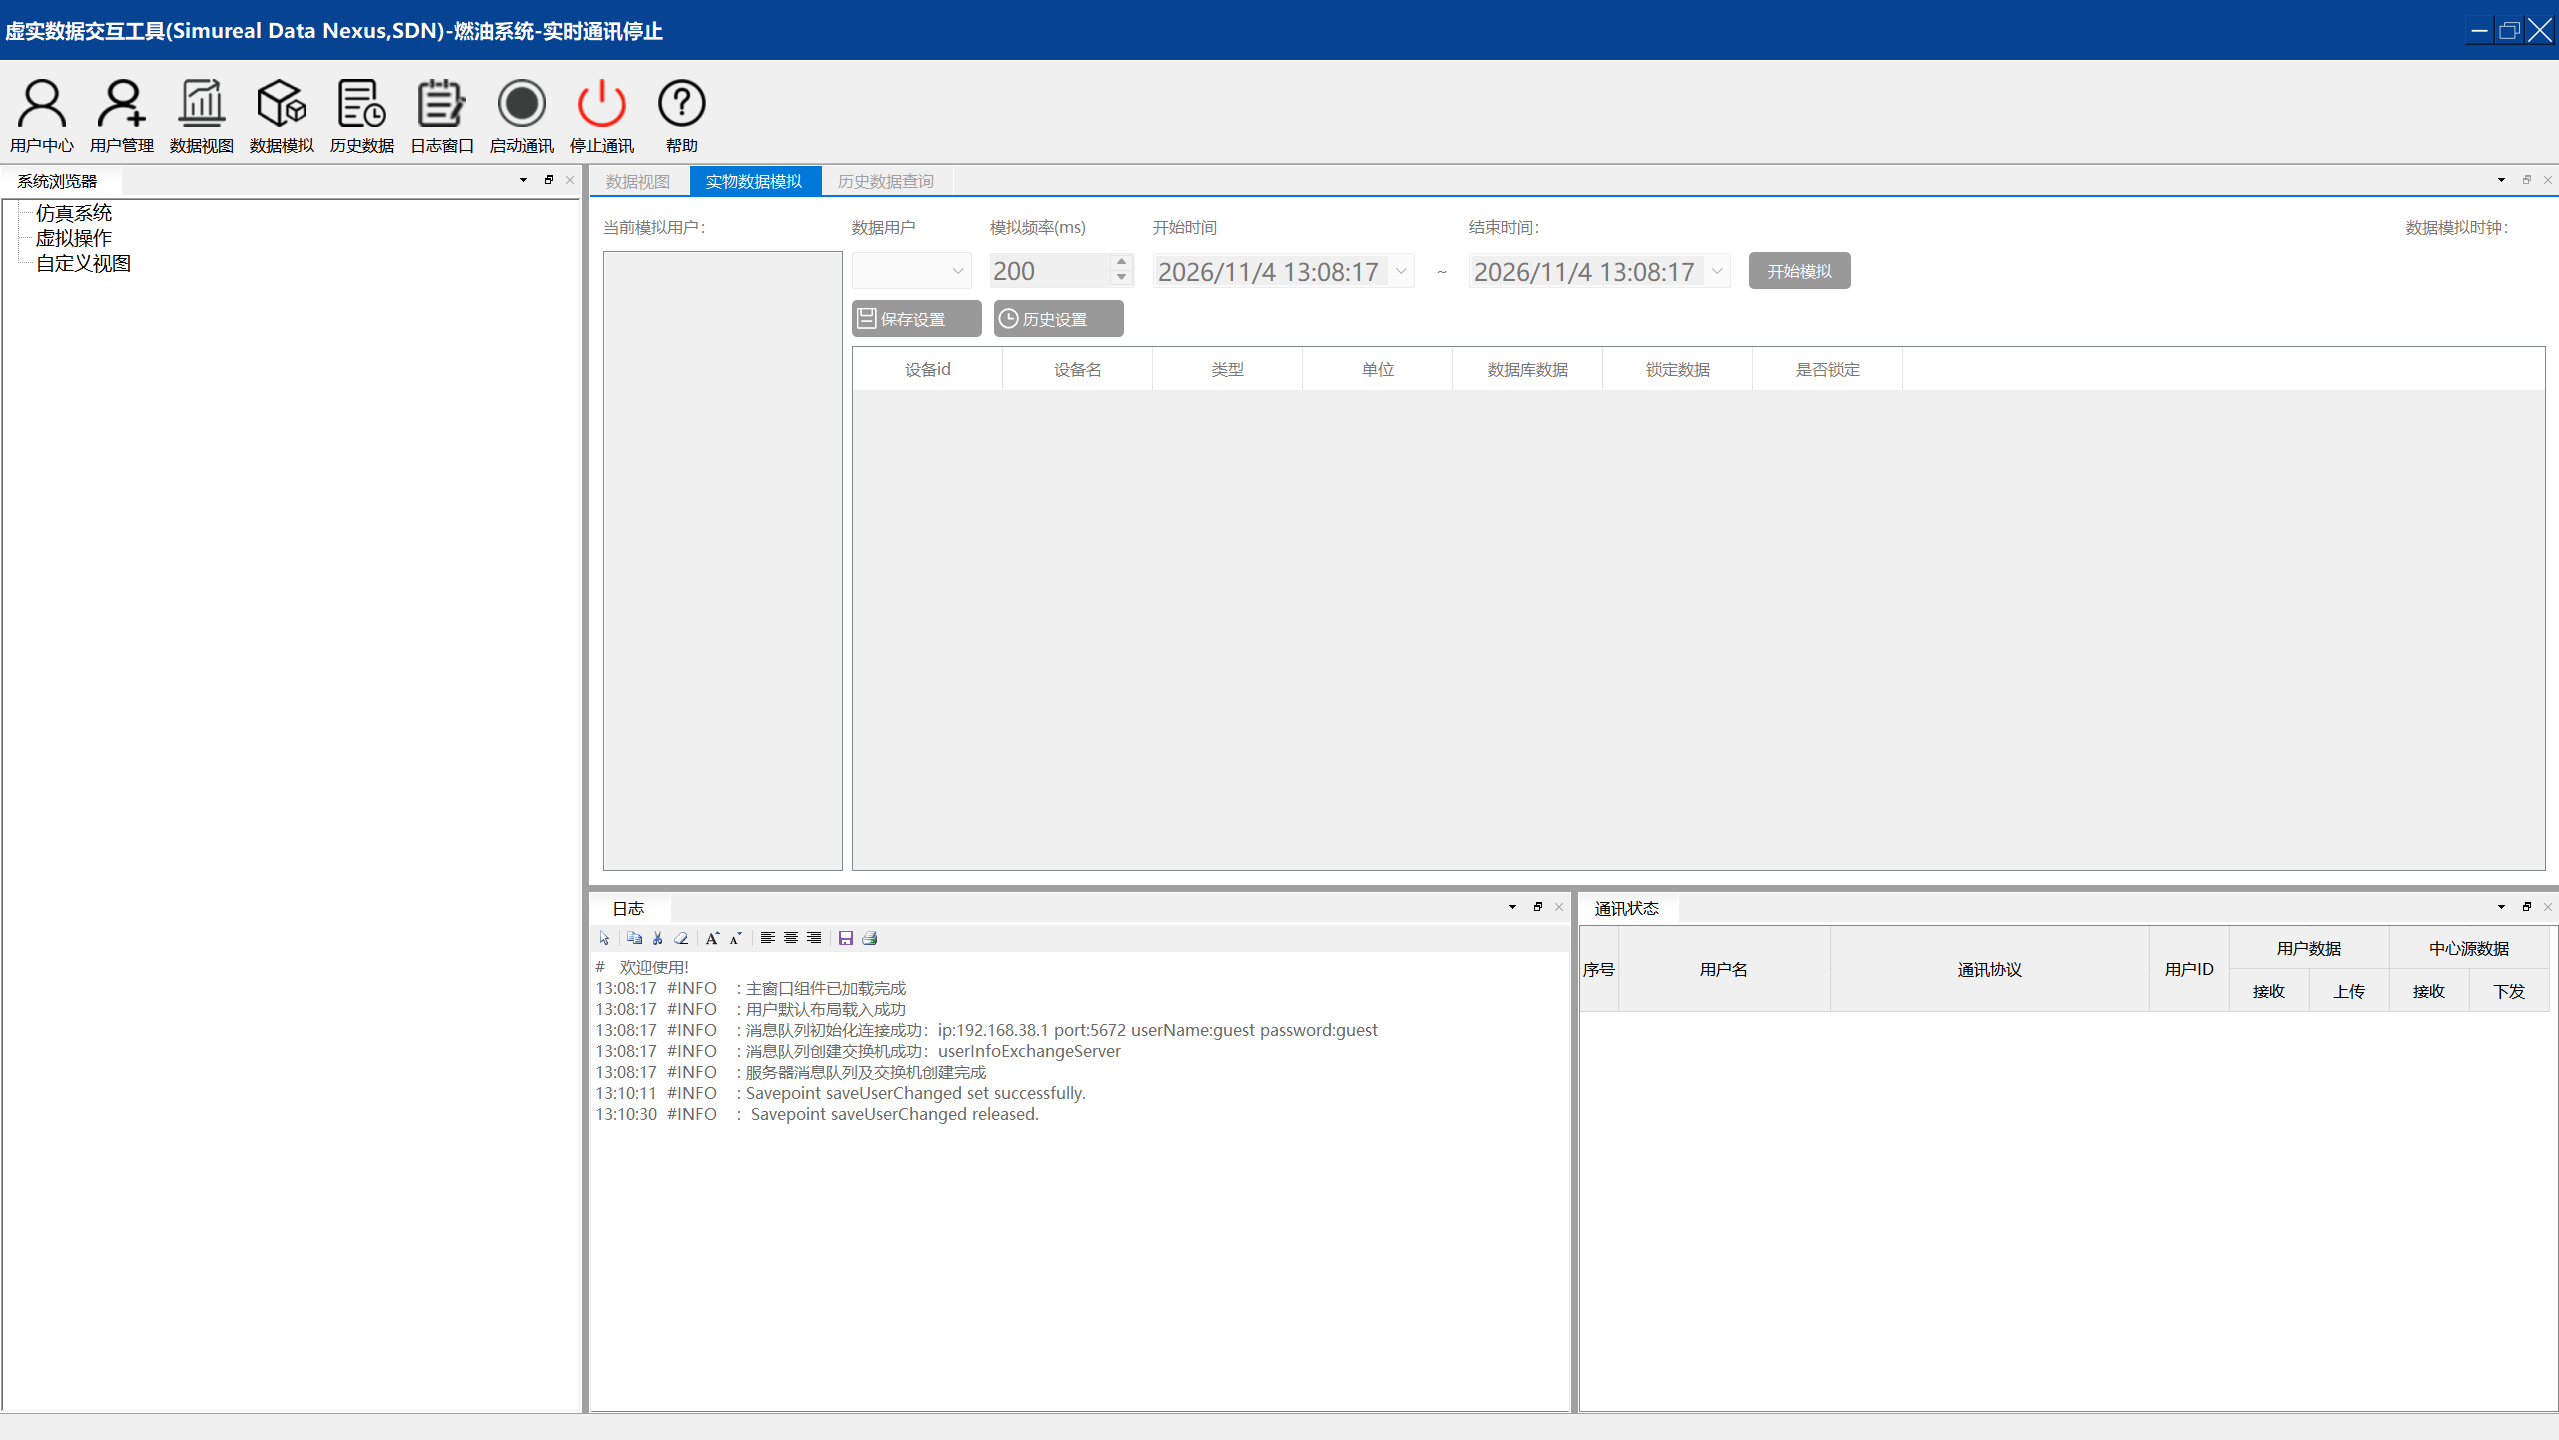 虚实数据交互工具(Simureal Data Nexus,SDN)-燃油系统-实时通讯停止
用户中心 用户管理 数据视图 数据模拟 历史数据 日志窗口 启动通讯 停止通讯 帮助
系统浏览器
仿真系统
虚拟操作
自定义视图
数据视图 实物数据模拟 历史数据查询
当前模拟用户: 数据用户 模拟频率(ms) 开始时间 结束时间: 数据模拟时钟:
200 2026/11/4 13:08:17 ~ 2026/11/4 13:08:17 开始模拟
保存设置 历史设置
设备id 设备名 类型 单位 数据库数据 锁定数据 是否锁定
日志
# 欢迎使用!
13:08:17 #INFO : 主窗口组件已加载完成
13:08:17 #INFO : 用户默认布局载入成功
13:08:17 #INFO : 消息队列初始化连接成功：ip:192.168.38.1 port:5672 userName:guest password:guest
13:08:17 #INFO : 消息队列创建交换机成功：userInfoExchangeServer
13:08:17 #INFO : 服务器消息队列及交换机创建完成
13:10:11 #INFO : Savepoint saveUserChanged set successfully.
13:10:30 #INFO : Savepoint saveUserChanged released.
通讯状态
序号 用户名 通讯协议 用户ID 用户数据 中心源数据
接收 上传 接收 下发